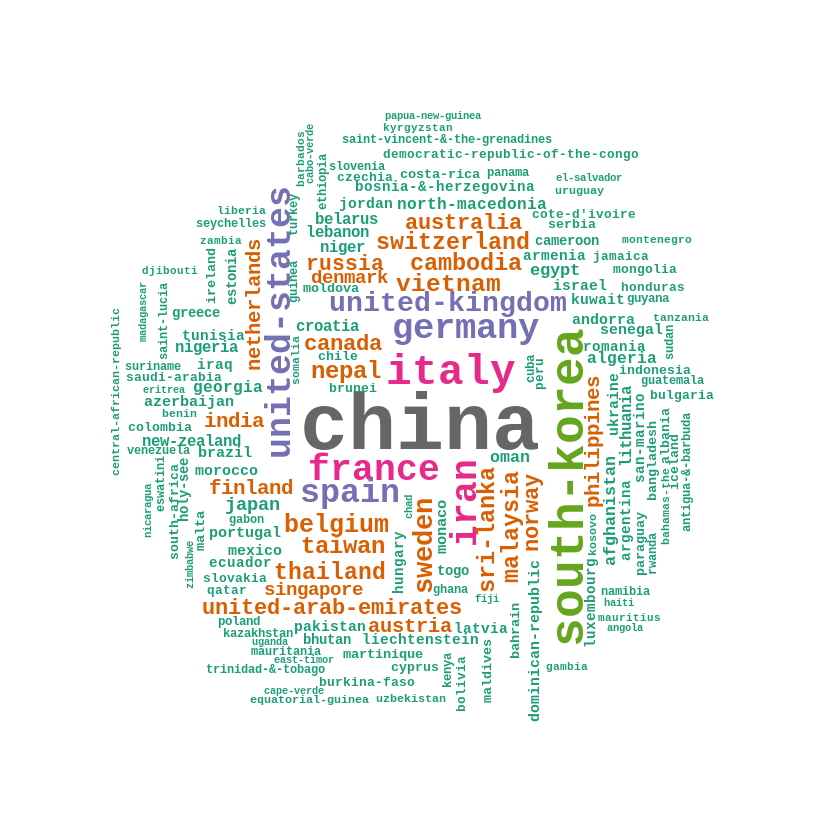 papua-new-guinea
kyrgyzstan
saint-vincent-&-the-grenadines
barbados
cabo-verde
democratic-republic-of-the-congo
ethiopia
slovenia
czechia
costa-rica
panama
el-salvador
bosnia-&-herzegovina
uruguay
turkey
jordan
north-macedonia
liberia
seychelles
belarus
australia
cote-d'ivoire
serbia
united-states
lebanon
switzerland
cameroon
montenegro
zambia
niger
armenia
jamaica
netherlands
ireland
estonia
russia
cambodia
egypt
mongolia
djibouti
guinea
denmark
vietnam
israel
honduras
madagascar
saint-lucia
moldova
united-kingdom
kuwait
guyana
greece
croatia
germany
andorra
tanzania
central-african-republic
tunisia
nigeria
somalia
canada
senegal
sudan
chile
romania
algeria
suriname
iraq
nepal
italy
cuba
peru
south-korea
indonesia
saudi-arabia
georgia
brunei
philippines
ukraine
lithuania
guatemala
eritrea
azerbaijan
china
bulgaria
benin
india
san-marino
bangladesh
albania
iceland
antigua-&-barbuda
colombia
new-zealand
venezuela
brazil
france
oman
eswatini
south-africa
holy-see
morocco
spain
iran
sri-lanka
malaysia
norway
afghanistan
argentina
bahamas-the
nicaragua
finland
japan
chad
monaco
malta
gabon
belgium
sweden
kosovo
paraguay
rwanda
portugal
taiwan
hungary
zimbabwe
mexico
ecuador
thailand
togo
luxembourg
slovakia
qatar
singapore
ghana
fiji
dominican-republic
namibia
haiti
united-arab-emirates
bahrain
mauritius
angola
poland
kazakhstan
pakistan
austria
latvia
uganda
bhutan
liechtenstein
mauritania
martinique
east-timor
kenya
bolivia
maldives
gambia
trinidad-&-tobago
cyprus
burkina-faso
cape-verde
equatorial-guinea
uzbekistan